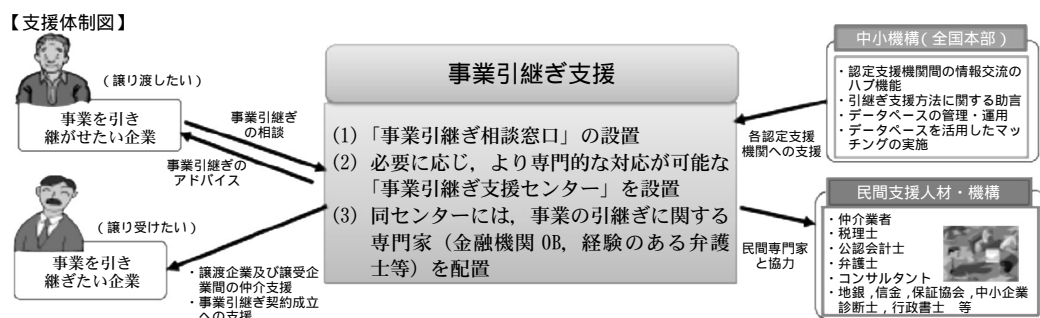 【支援体制図】
(譲り渡したい)
事業を引き
継がせたい企業
事業引継ぎ
の相談
事業引継ぎの
アドバイス
(譲り受けたい)
事業を引き
継ぎたい企業
・譲渡企業及び譲受企
業間の仲介支援
・事業引継ぎ契約成立
への支援
事業引継ぎ支援
(1)「事業引継ぎ相談窓口」の設置
(2) 必要に応じ，より専門的な対応が可能な
「事業引継ぎ支援センター」を設置
(3) 同センターには，事業の引継ぎに関する
専門家（金融機関 OB，経験のある弁護
士等）を配置
各認定支援
機関への支援
民間専門家
と協力
中小機構(全国本部)
・認定支援機関間の情報交流の
ハブ機能
・引継ぎ支援方法に関する助言
・データベースの管理・運用
・データベースを活用したマッ
チングの実施
民間支援人材・機構
・仲介業者
・税理士
・公認会計士
・弁護士
・コンサルタント
・地銀,信金,保証協会,中小企業
診断士,行政書士 等